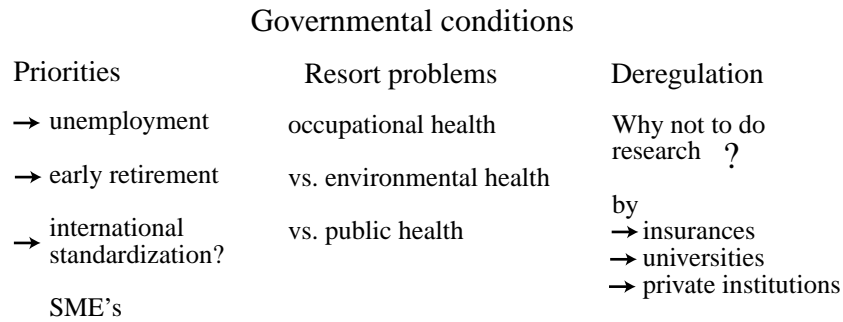 Governmental conditions
Priorities
→ unemployment
→ early retirement
→ international
standardization?
SME's
Resort problems
occupational health
vs. environmental health
vs. public health
Deregulation
Why not to do
research ?
by
→ insurances
→ universities
→ private institutions